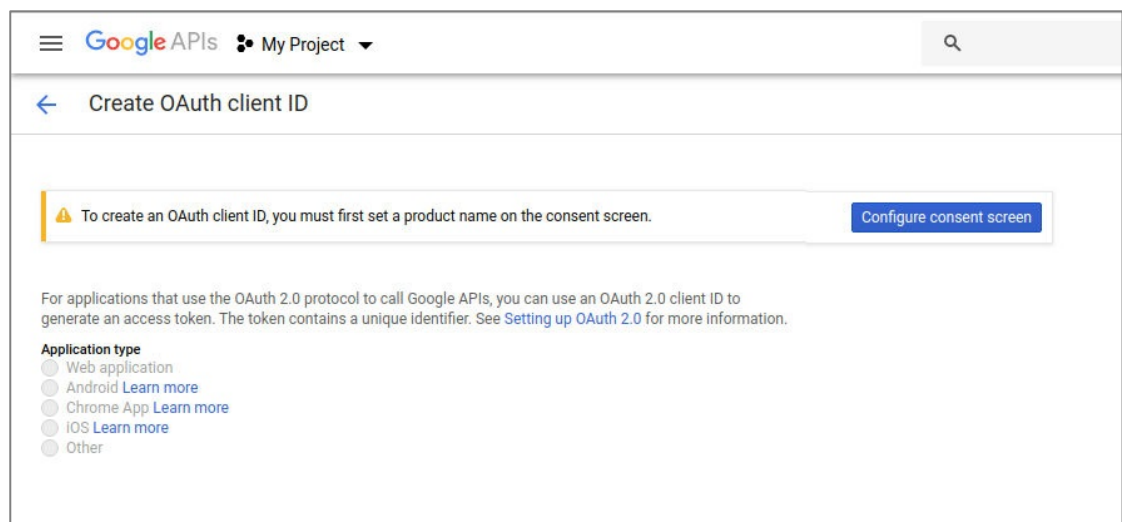 Google APIs My Project
Create OAuth client ID
To create an OAuth client ID, you must first set a product name on the consent screen. Configure consent screen
For applications that use the OAuth 2.0 protocol to call Google APIs, you can use an OAuth 2.0 client ID to
generate an access token. The token contains a unique identifier. See Setting up OAuth 2.0 for more information.
Application type
Web application
Android Learn more
Chrome App Learn more
iOS Learn more
Other